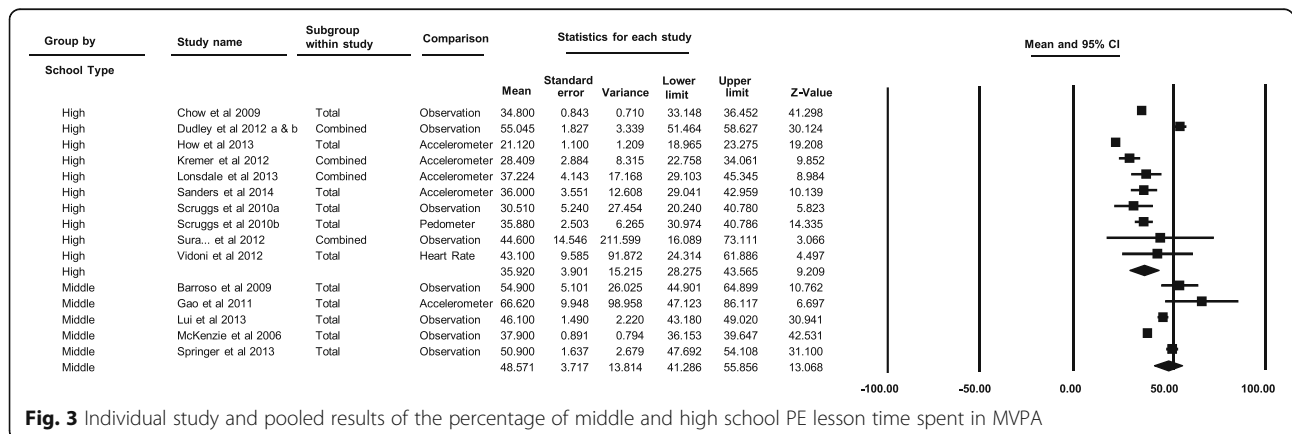 Group by Study name Subgroup within study Comparison Statistics for each study Mean and 95% CI
School Type
Mean Standard error Variance Lower limit Upper limit Z-Value
High Chow et al 2009 Total Observation 34.800 0.843 0.710 33.148 36.452 41.298
High Dudley et al 2012 a & b Combined Observation 55.045 1.827 3.339 51.464 58.627 30.124
High How et al 2013 Total Accelerometer 21.120 1.100 1.209 18.965 23.275 19.208
High Kremer et al 2012 Combined Accelerometer 28.409 2.884 8.315 22.758 34.061 9.852
High Lonsdale et al 2013 Combined Accelerometer 37.224 4.143 17.168 29.103 45.345 8.984
High Sanders et al 2014 Total Accelerometer 36.000 3.551 12.608 29.041 42.959 10.139
High Scruggs et al 2010a Total Observation 30.510 5.240 27.454 20.240 40.780 5.823
High Scruggs et al 2010b Total Pedometer 35.880 2.503 6.265 30.974 40.786 14.335
High Sura... et al 2012 Combined Observation 44.600 14.546 211.599 16.089 73.111 3.066
High Vidoni et al 2012 Total Heart Rate 43.100 9.585 91.872 24.314 61.886 4.497
High 35.920 3.901 15.215 28.275 43.565 9.209
Middle Barroso et al 2009 Total Observation 54.900 5.101 26.025 44.901 64.899 10.762
Middle Gao et al 2011 Total Accelerometer 66.620 9.948 98.958 47.123 86.117 6.697
Middle Lui et al 2013 Total Observation 46.100 1.490 2.220 43.180 49.020 30.941
Middle McKenzie et al 2006 Total Observation 37.900 0.891 0.794 36.153 39.647 42.531
Middle Springer et al 2013 Total Observation 50.900 1.637 2.679 47.692 54.108 31.100
Middle 48.571 3.717 13.814 41.286 55.856 13.068
-100.00 -50.00 0.00 50.00 100.00
Fig. 3 Individual study and pooled results of the percentage of middle and high school PE lesson time spent in MVPA